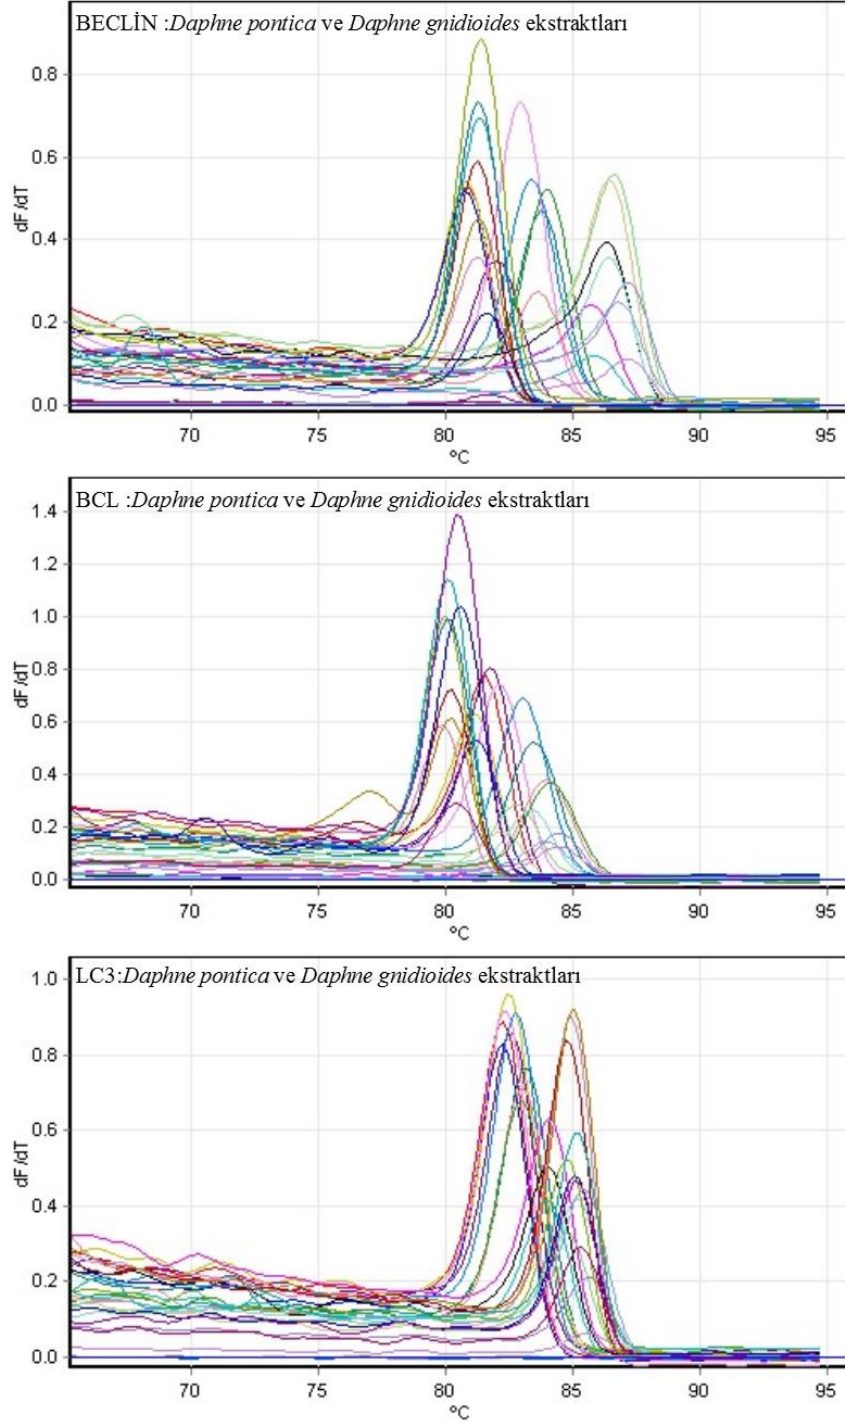 BECLİN :Daphne pontica ve Daphne gnidioides ekstraktları
0.8
0.6
0.4
0.2
0.0
dF/dT
70 75 80 85 90 95
°C
BCL :Daphne pontica ve Daphne gnidioides ekstraktları
1.4
1.2
1.0
0.8
0.6
0.4
0.2
0.0
dF/dT
70 75 80 85 90 95
°C
LC3:Daphne pontica ve Daphne gnidioides ekstraktları
1.0
0.8
0.6
0.4
0.2
0.0
dF/dT
70 75 80 85 90 95
°C